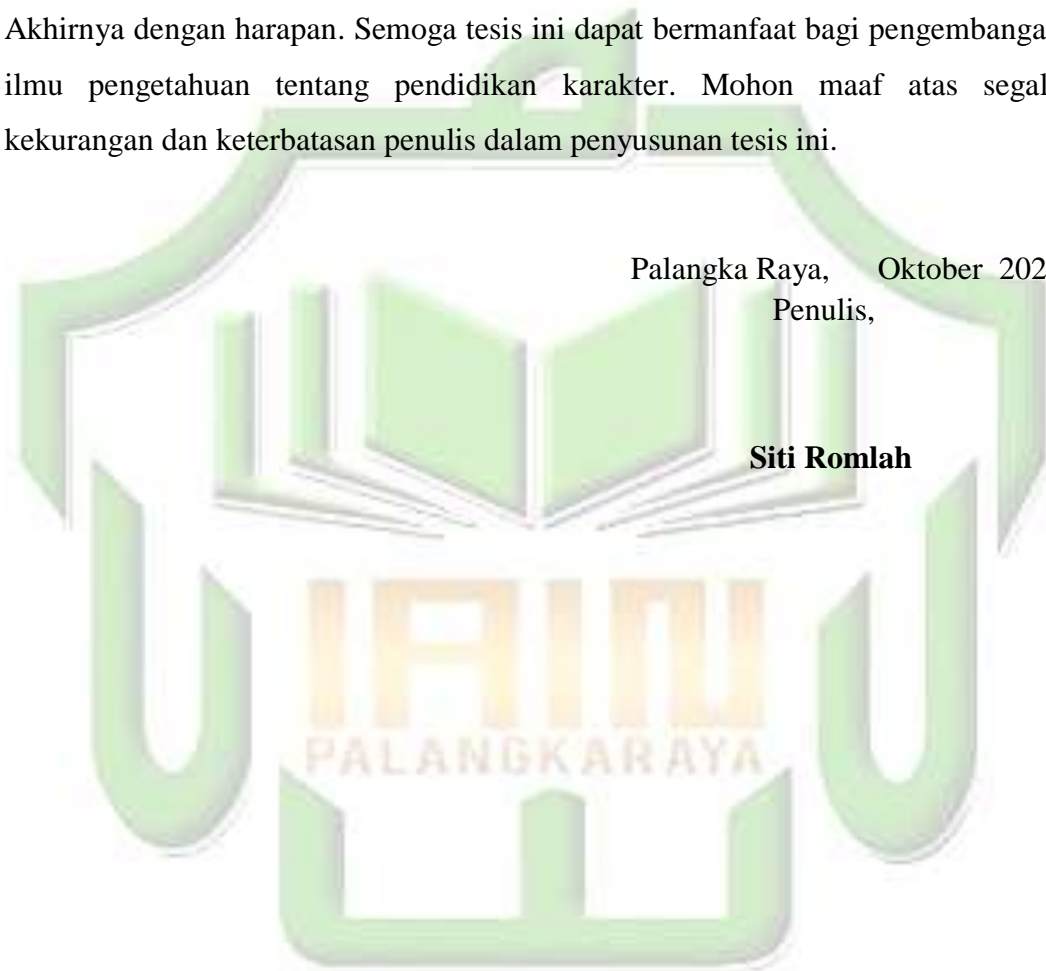 Akhirnya dengan harapan. Semoga tesis ini dapat bermanfaat bagi pengembanga
ilmu pengetahuan tentang pendidikan karakter. Mohon maaf atas segal
kekurangan dan keterbatasan penulis dalam penyusunan tesis ini.
Palangka Raya, Oktober 202
Penulis,
Siti Romlah
IAIN
PALANGKARAYA